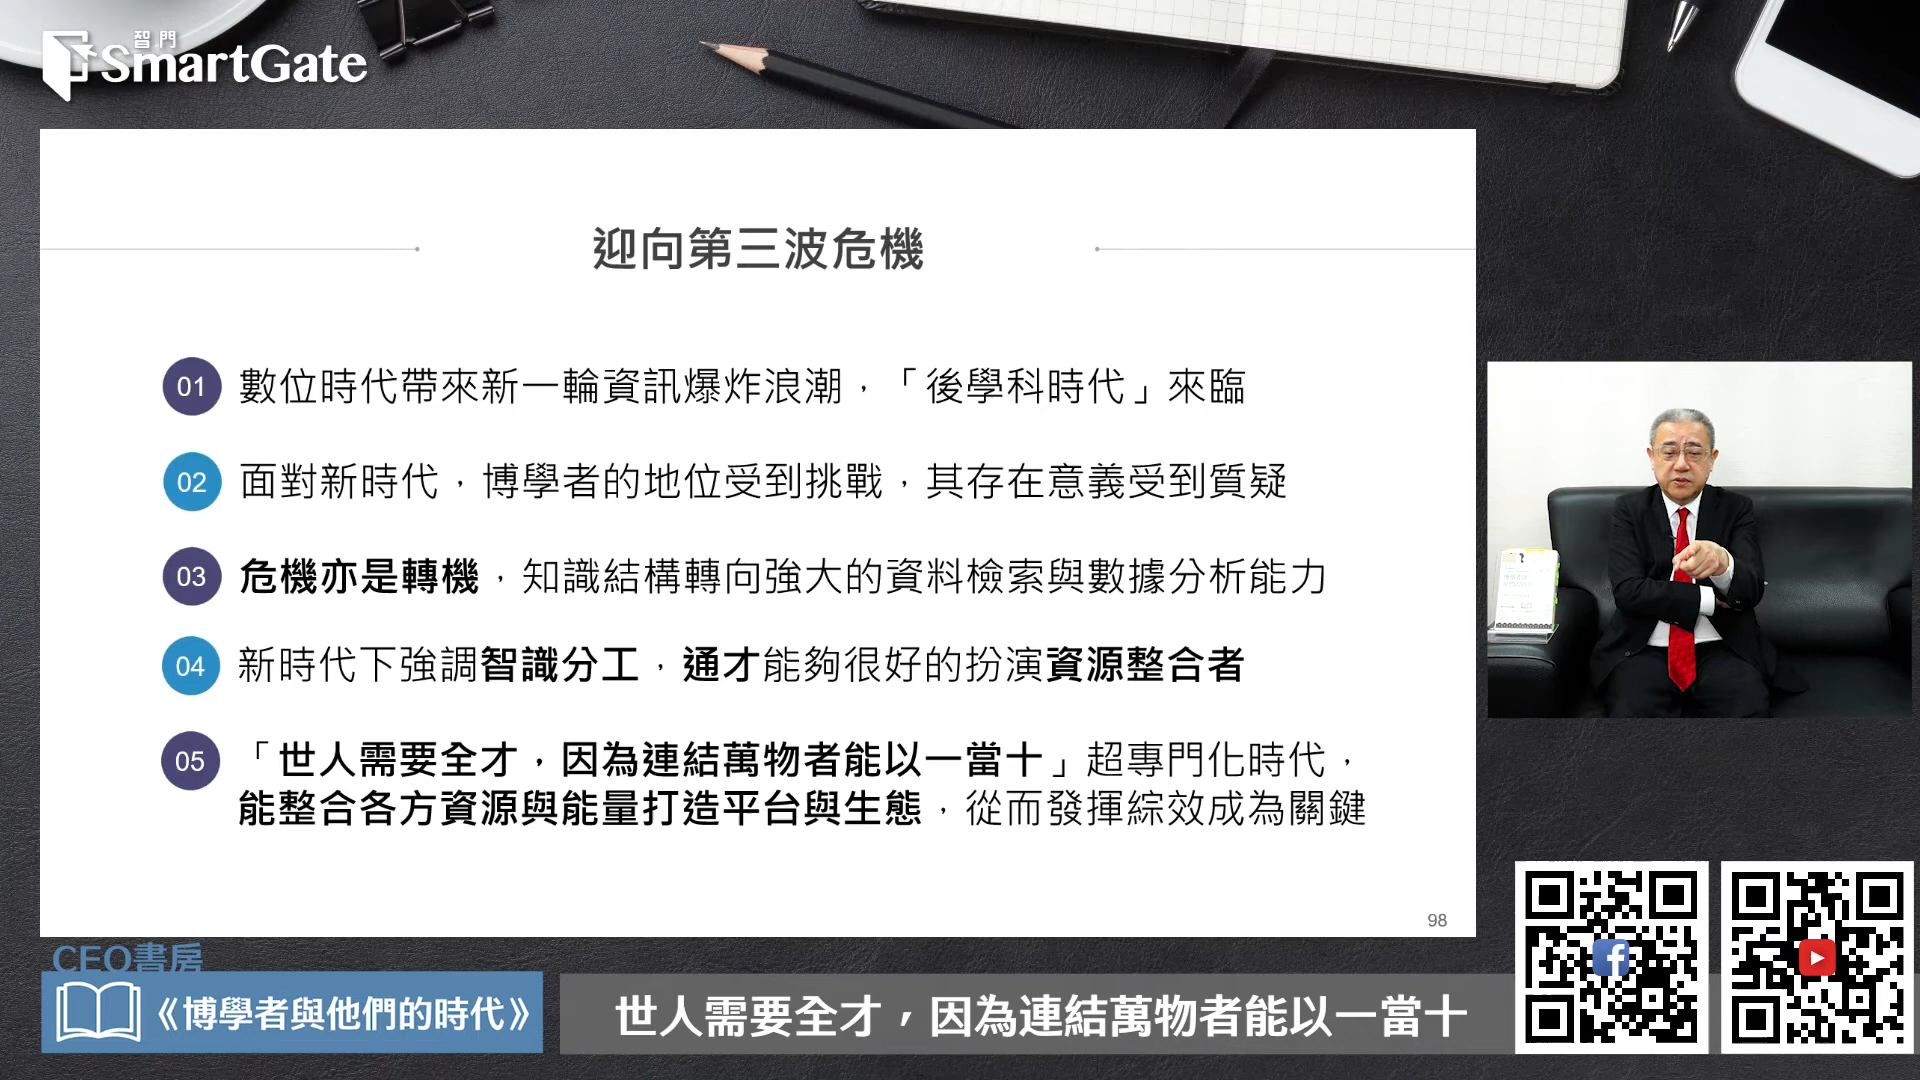 智門
SmartGate
迎向第三波危機
01 數位時代帶來新一輪資訊爆炸浪潮，「後學科時代」來臨
02 面對新時代，博學者的地位受到挑戰，其存在意義受到質疑
03 危機亦是轉機，知識結構轉向強大的資料檢索與數據分析能力
04 新時代下強調智識分工，通才能夠很好的扮演資源整合者
05 「世人需要全才，因為連結萬物者能以一當十」超專門化時代，
能整合各方資源與能量打造平台與生態，從而發揮綜效成為關鍵
98
CEO書房
《博學者與他們的時代》
世人需要全才，因為連結萬物者能以一當十